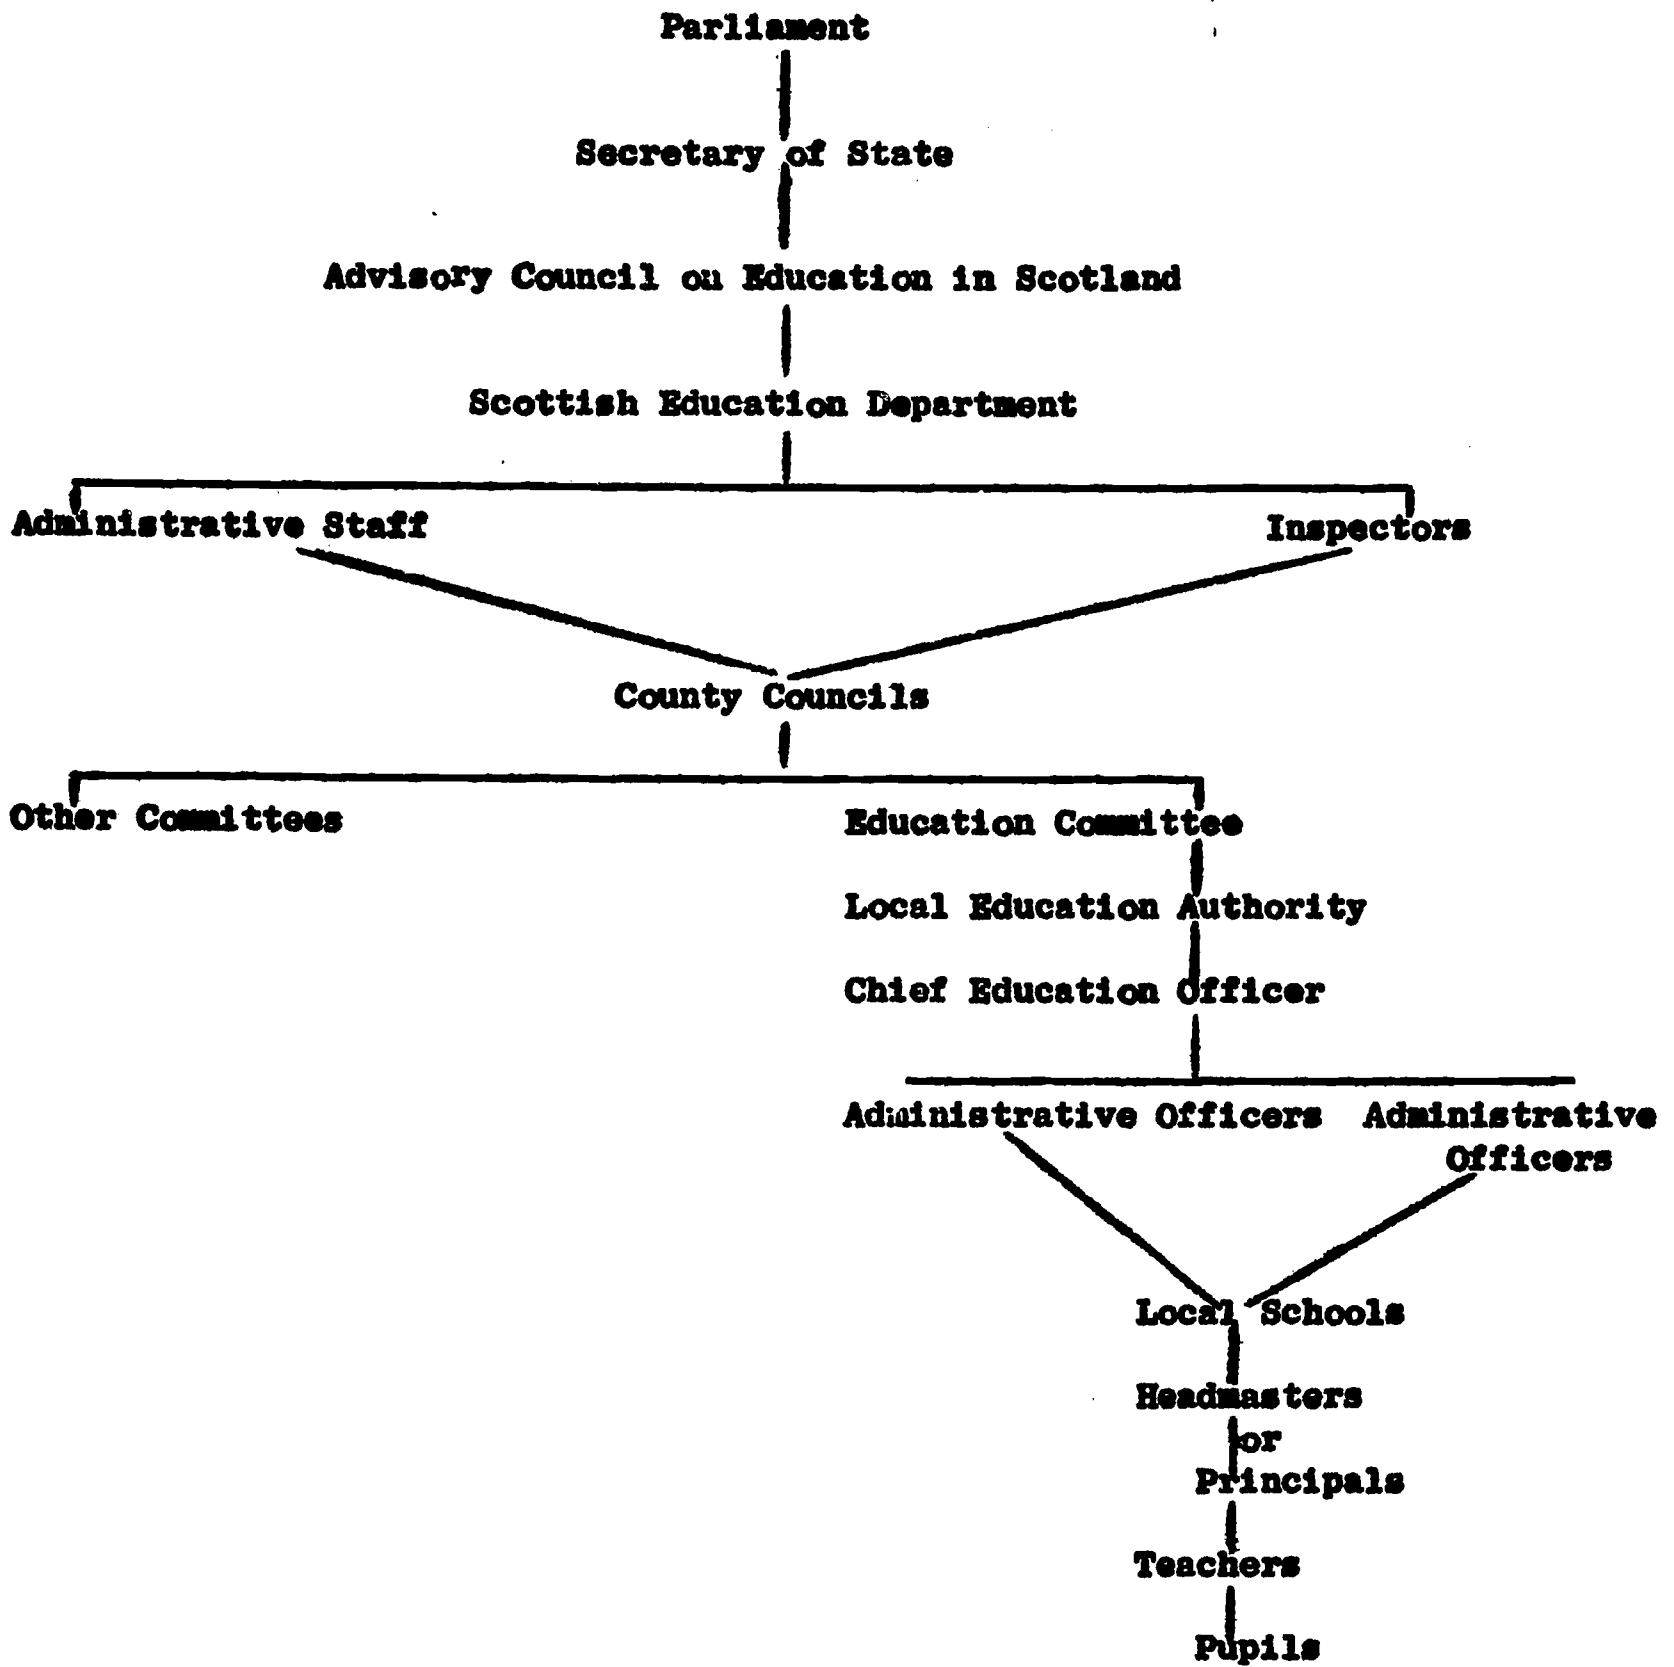 Parliament
Secretary of State
Advisory Council on Education in Scotland
Scottish Education Department
Administrative Staff
Inspectors
County Councils
Other Committees
Education Committee
Local Education Authority
Chief Education Officer
Administrative Officers
Administrative
Officers
Local Schools
Headmasters
or
Principals
Teachers
Pupils